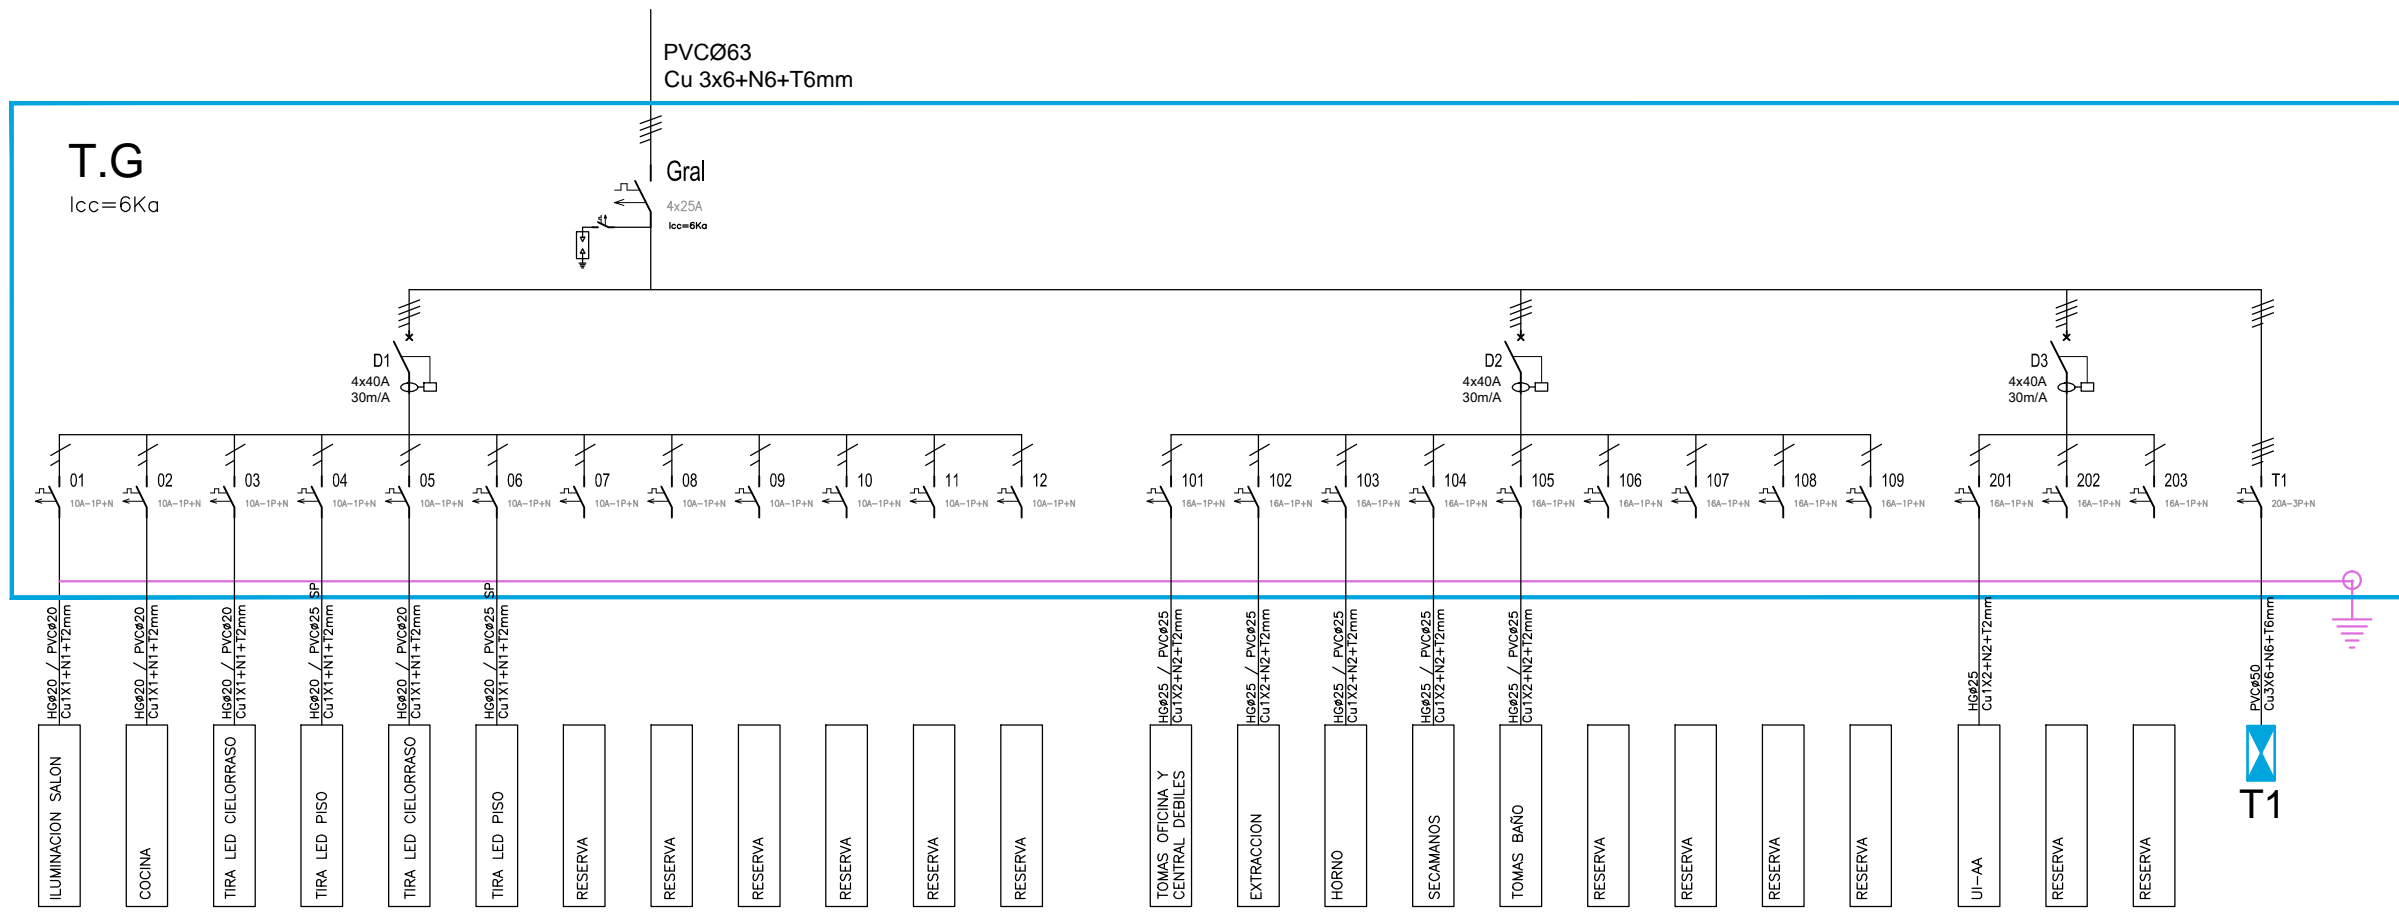 PVCØ63
Cu 3x6+N6+T6mm
T.G
Icc=6Ka
Gral
4x25A
Icc=6Ka
D1
4x40A
30m/A
D2
4x40A
30m/A
D3
4x40A
30m/A
01
10A-1P+N
02
10A-1P+N
03
10A-1P+N
04
10A-1P+N
05
10A-1P+N
06
10A-1P+N
07
10A-1P+N
08
10A-1P+N
09
10A-1P+N
10
10A-1P+N
11
10A-1P+N
12
10A-1P+N
101
16A-1P+N
102
16A-1P+N
103
16A-1P+N
104
16A-1P+N
105
16A-1P+N
106
16A-1P+N
107
16A-1P+N
108
16A-1P+N
109
16A-1P+N
201
16A-1P+N
202
16A-1P+N
203
16A-1P+N
T1
20A-3P+N
HGø20 / PVCø20
Cu1X1+N1+T2mm
HGø20 / PVCø20
Cu1X1+N1+T2mm
HGø20 / PVCø20
Cu1X1+N1+T2mm
HGø20 / PVCø25 SP
Cu1X1+N1+T2mm
HGø20 / PVCø20
Cu1X1+N1+T2mm
HGø20 / PVCø25 SP
Cu1X1+N1+T2mm
HGø25 / PVCø25
Cu1X2+N2+T2mm
HGø25 / PVCø25
Cu1X2+N2+T2mm
HGø25 / PVCø25
Cu1X2+N2+T2mm
HGø25 / PVCø25
Cu1X2+N2+T2mm
HGø25 / PVCø25
Cu1X2+N2+T2mm
HGø25
Cu1X2+N2+T2mm
PVCø50
Cu3X6+N6+T6mm
ILUMINACION SALON
COCINA
TIRA LED CIELORRASO
TIRA LED PISO
TIRA LED CIELORRASO
TIRA LED PISO
RESERVA
RESERVA
RESERVA
RESERVA
RESERVA
RESERVA
TOMAS OFICINA Y
CENTRAL DEBILES
EXTRACCION
HORNO
SECAMANOS
TOMAS BAÑO
RESERVA
RESERVA
RESERVA
RESERVA
UI-AA
RESERVA
RESERVA
T1